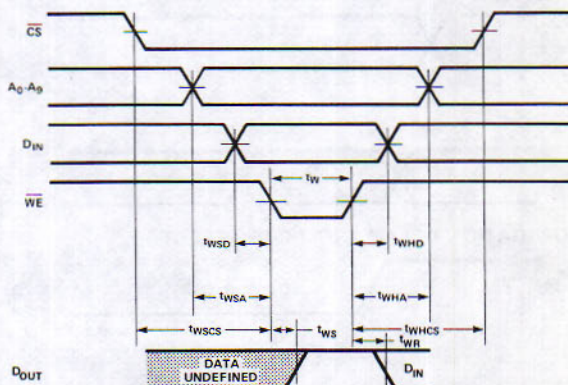 CS
A0-A9
DIN
tW
WE
tWSD
tWHD
tWSA
tWHA
tWSCS
tWS
tWHCS
tWR
DOUT
DATA
UNDEFINED
DIN